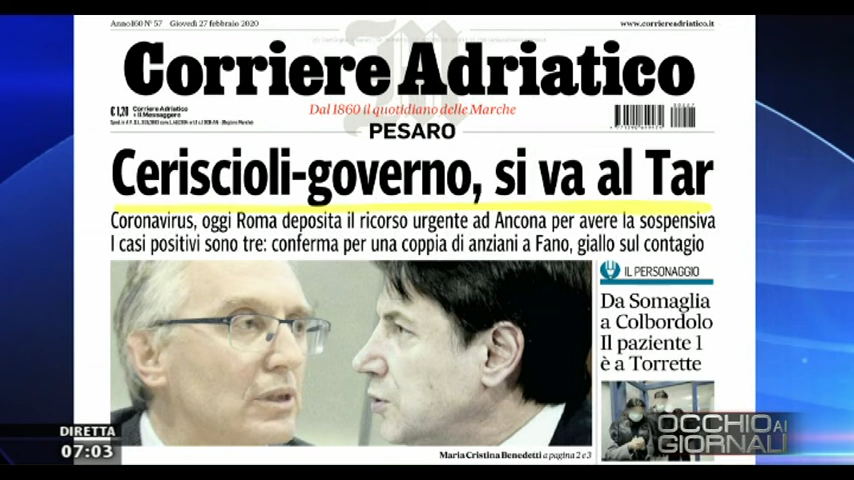 Anno 160 N° 57 Giovedì 27 febbraio 2020
www.corriereadriatico.it
Corriere Adriatico
€ 1,20 Corriere Adriatico
+ il Messaggero
Dal 1860 il quotidiano delle Marche
PESARO
Ceriscioli-governo, si va al Tar
Coronavirus, oggi Roma deposita il ricorso urgente ad Ancona per avere la sospensiva
I casi positivi sono tre: conferma per una coppia di anziani a Fano, giallo sul contagio
IL PERSONAGGIO
Da Somaglia
a Colbordolo
Il paziente 1
è a Torrette
Maria Cristina Benedetti a pagina 2 e 3
DIRETTA
07:03
OCCHIO AI
GIORNALI